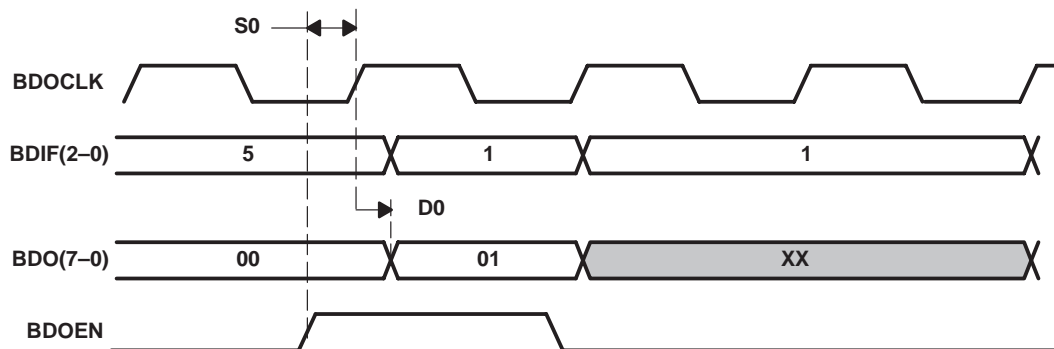 S0
BDOCLK
BDIF(2–0) 5 1 1
D0
BDO(7–0) 00 01 XX
BDOEN